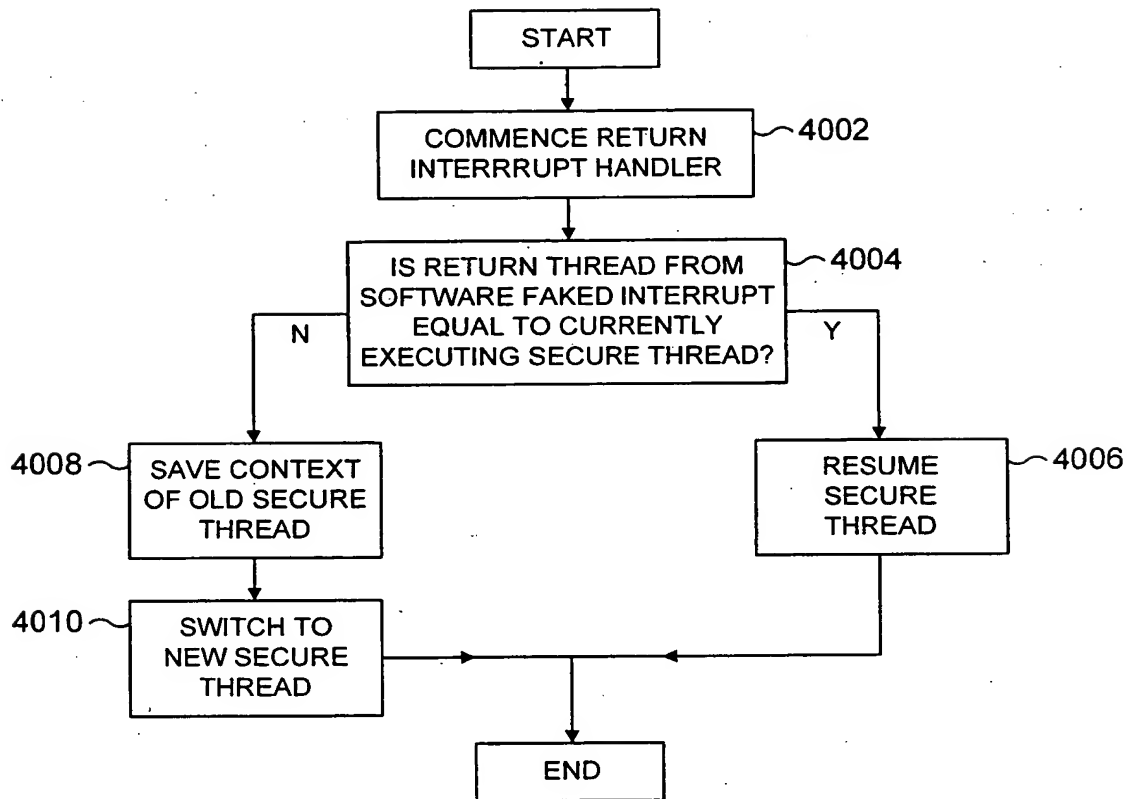 START
COMMENCE RETURN
INTERRRUPT HANDLER
4002
IS RETURN THREAD FROM
SOFTWARE FAKED INTERRUPT
EQUAL TO CURRENTLY
EXECUTING SECURE THREAD?
4004
N
Y
4008
SAVE CONTEXT
OF OLD SECURE
THREAD
RESUME
SECURE
THREAD
4006
4010
SWITCH TO
NEW SECURE
THREAD
END